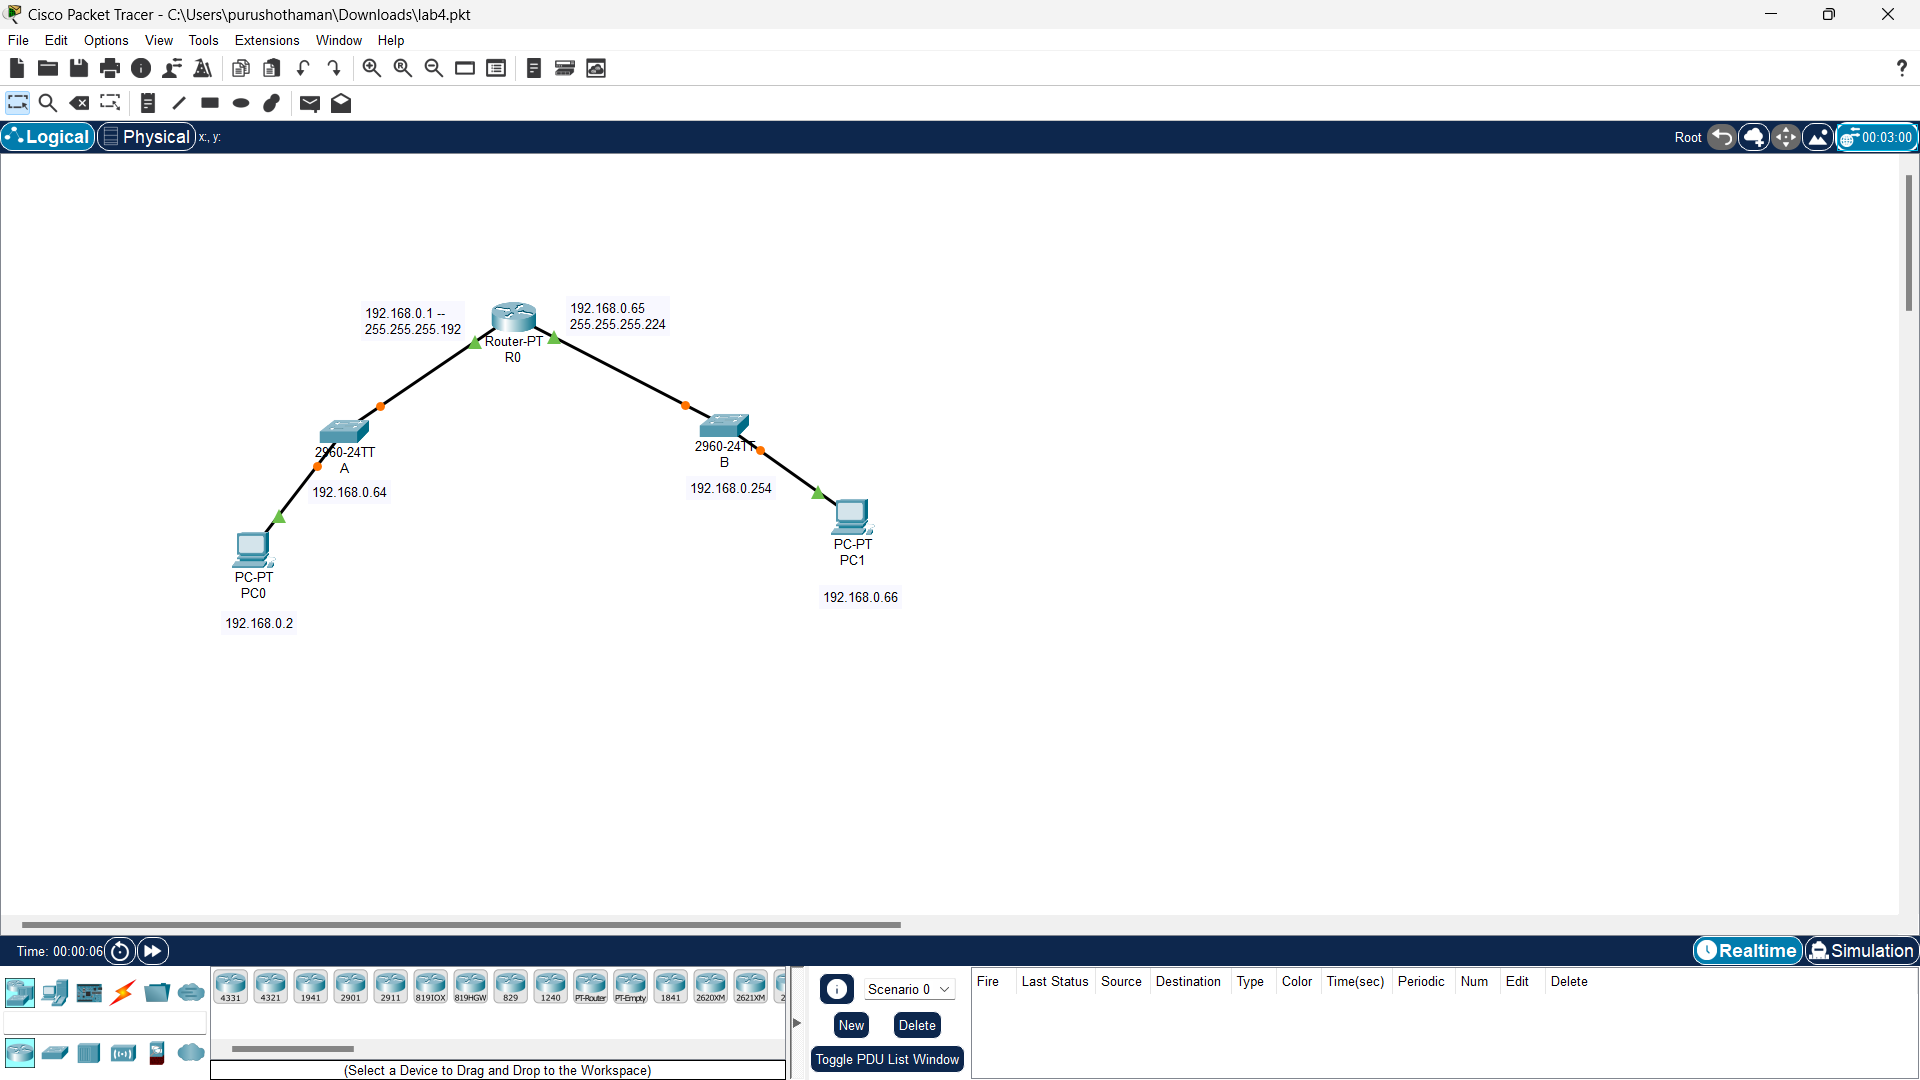 Cisco Packet Tracer - C:\Users\purushothaman\Downloads\lab4.pkt
File Edit Options View Tools Extensions Window Help
?
Logical Physical x:, y: Root 00:03:00
192.168.0.1 --
255.255.255.192
192.168.0.65
255.255.255.224
Router-PT
R0
2960-24TT
A
192.168.0.64
2960-24TT
B
192.168.0.254
PC-PT
PC0
192.168.0.2
PC-PT
PC1
192.168.0.66
Time: 00:00:06 Realtime Simulation
4331 4321 1941 2901 2911 819IOX 819HGW 829 1240 PT-Router PT-Empty 1841 2620XM 2621XM 2
(Select a Device to Drag and Drop to the Workspace)
Scenario 0
New Delete
Toggle PDU List Window
Fire Last Status Source Destination Type Color Time(sec) Periodic Num Edit Delete